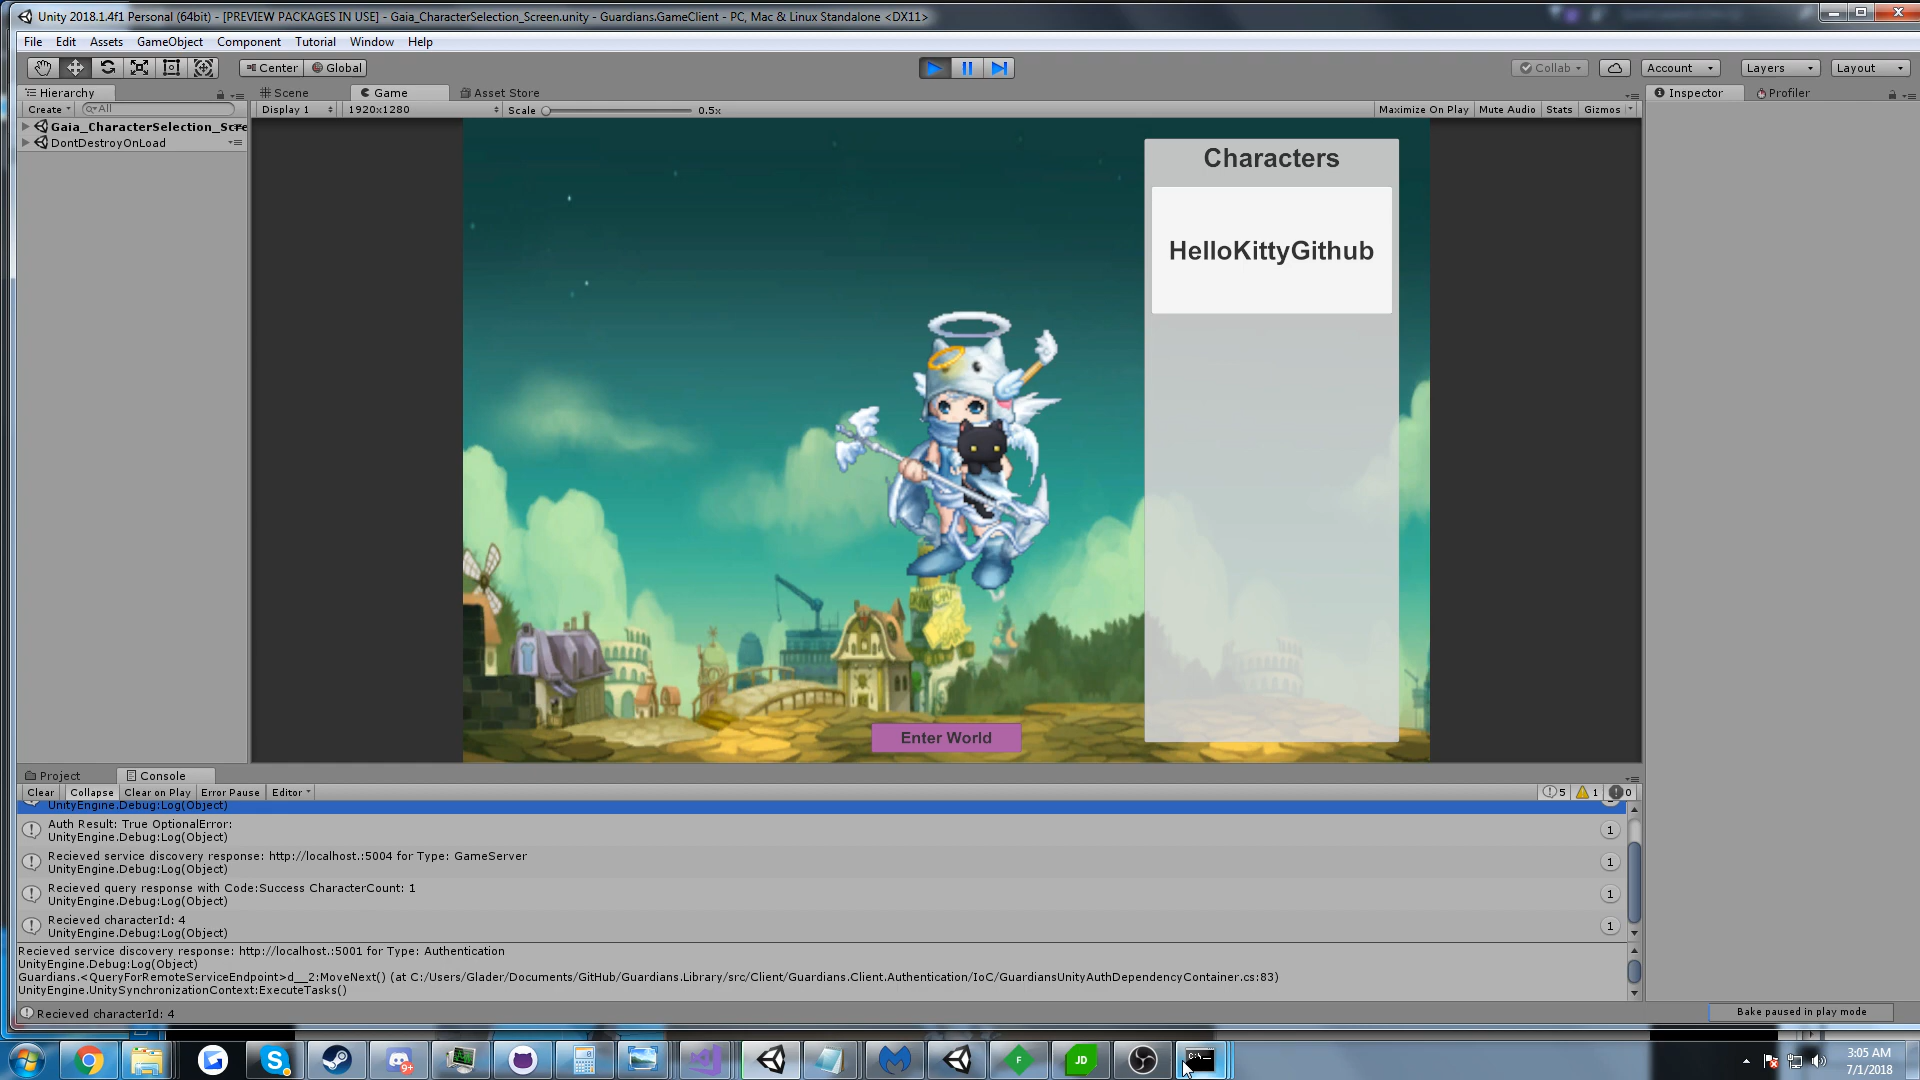 Unity 2018.1.4f1 Personal (64bit) - [PREVIEW PACKAGES IN USE] - Gaia_CharacterSelection_Screen.unity - Guardians.GameClient - PC, Mac & Linux Standalone <DX11>
File Edit Assets GameObject Component Tutorial Window Help
Center Global Collab Account Layers Layout
Hierarchy Scene Game Asset Store Inspector Profiler
Create All Display 1 1920x1280 Scale 0.5x Maximize On Play Mute Audio Stats Gizmos
Gaia_CharacterSelection_Scre
DontDestroyOnLoad
Characters
HelloKittyGithub
Enter World
Project Console
Clear Collapse Clear on Play Error Pause Editor 5 1 0
UnityEngine.Debug:Log(Object)
Auth Result: True OptionalError:
UnityEngine.Debug:Log(Object)
1
Recieved service discovery response: http://localhost.:5004 for Type: GameServer
UnityEngine.Debug:Log(Object)
1
Recieved query response with Code:Success CharacterCount: 1
UnityEngine.Debug:Log(Object)
1
Recieved characterId: 4
UnityEngine.Debug:Log(Object)
1
Recieved service discovery response: http://localhost.:5001 for Type: Authentication
UnityEngine.Debug:Log(Object)
Guardians.<QueryForRemoteServiceEndpoint>d__2:MoveNext() (at C:/Users/Glader/Documents/GitHub/Guardians.Library/src/Client/Guardians.Client.Authentication/IoC/GuardiansUnityAuthDependencyContainer.cs:83)
UnityEngine.UnitySynchronizationContext:ExecuteTasks()
Recieved characterId: 4
Bake paused in play mode
9+
F
JD
C:\
3:05 AM
7/1/2018